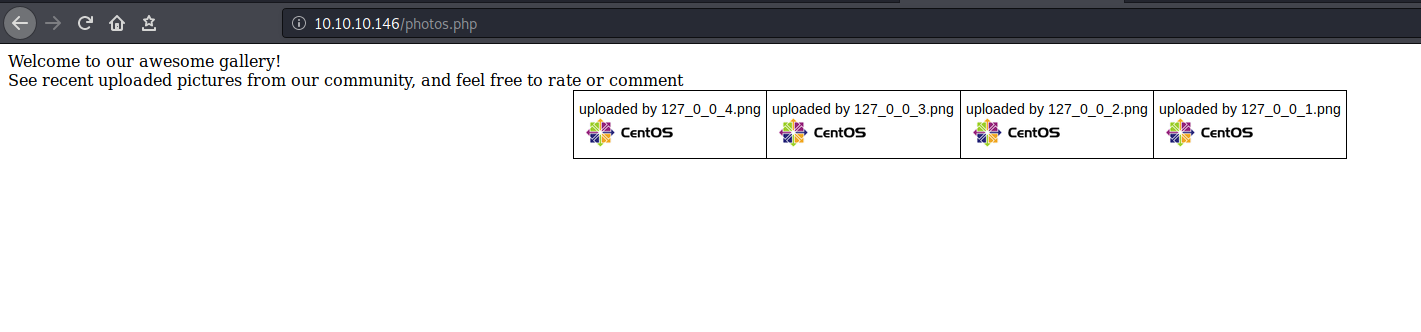 10.10.10.146/photos.php
Welcome to our awesome gallery!
See recent uploaded pictures from our community, and feel free to rate or comment
uploaded by 127_0_0_4.png uploaded by 127_0_0_3.png uploaded by 127_0_0_2.png uploaded by 127_0_0_1.png
CentOS CentOS CentOS CentOS